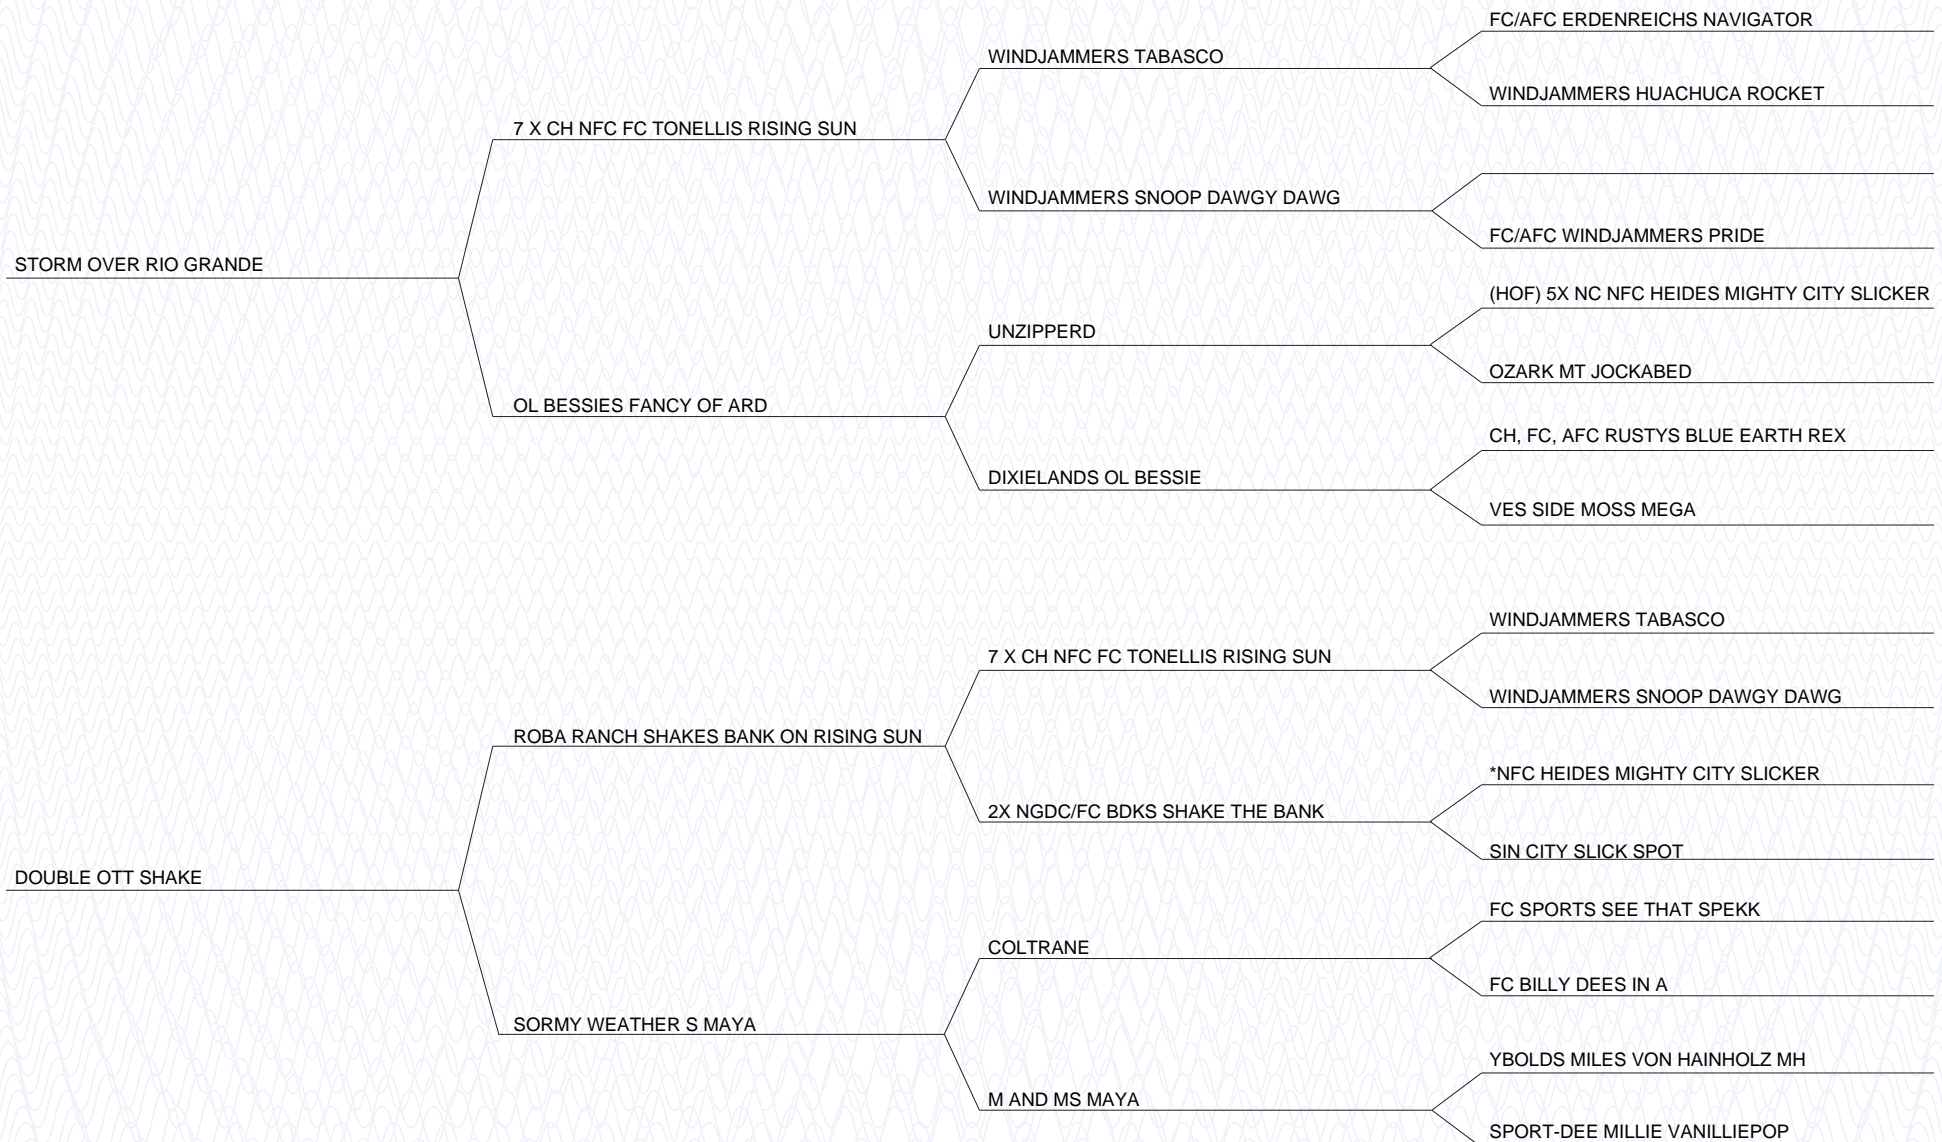 FC/AFC ERDENREICHS NAVIGATOR
WINDJAMMERS TABASCO
WINDJAMMERS HUACHUCA ROCKET
7 X CH NFC FC TONELLIS RISING SUN
WINDJAMMERS SNOOP DAWGY DAWG
FC/AFC WINDJAMMERS PRIDE
STORM OVER RIO GRANDE
(HOF) 5X NC NFC HEIDES MIGHTY CITY SLICKER
UNZIPPERD
OZARK MT JOCKABED
OL BESSIES FANCY OF ARD
CH, FC, AFC RUSTYS BLUE EARTH REX
DIXIELANDS OL BESSIE
VES SIDE MOSS MEGA
WINDJAMMERS TABASCO
7 X CH NFC FC TONELLIS RISING SUN
WINDJAMMERS SNOOP DAWGY DAWG
ROBA RANCH SHAKES BANK ON RISING SUN
*NFC HEIDES MIGHTY CITY SLICKER
2X NGDC/FC BDKS SHAKE THE BANK
SIN CITY SLICK SPOT
DOUBLE OTT SHAKE
FC SPORTS SEE THAT SPEKK
COLTRANE
FC BILLY DEES IN A
SORMY WEATHER S MAYA
YBOLDS MILES VON HAINHOLZ MH
M AND MS MAYA
SPORT-DEE MILLIE VANILLIEPOP